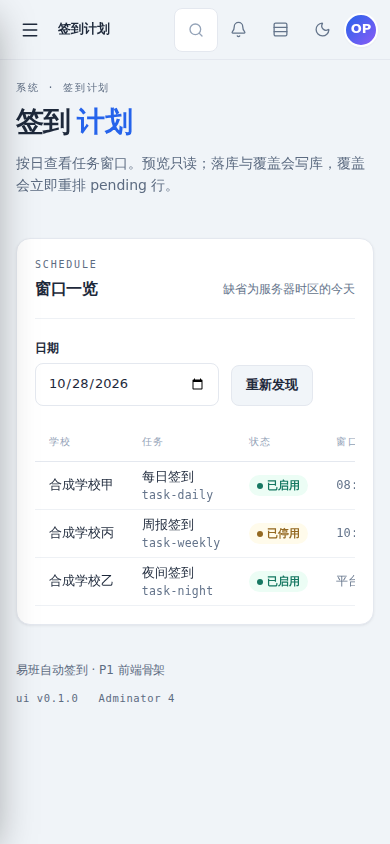 签到计划
OP
系统 · 签到计划
签到 计划
按日查看任务窗口。预览只读；落库与覆盖会写库，覆盖
会立即重排 pending 行。
SCHEDULE
窗口一览
缺省为服务器时区的今天
日期
10/28/2026
重新发现
学校 任务 状态 窗口
合成学校甲 每日签到 已启用 08:
task-daily
合成学校丙 周报签到 已停用 10:
task-weekly
合成学校乙 夜间签到 已启用 平台
task-night
易班自动签到 · P1 前端骨架
ui v0.1.0 Adminator 4